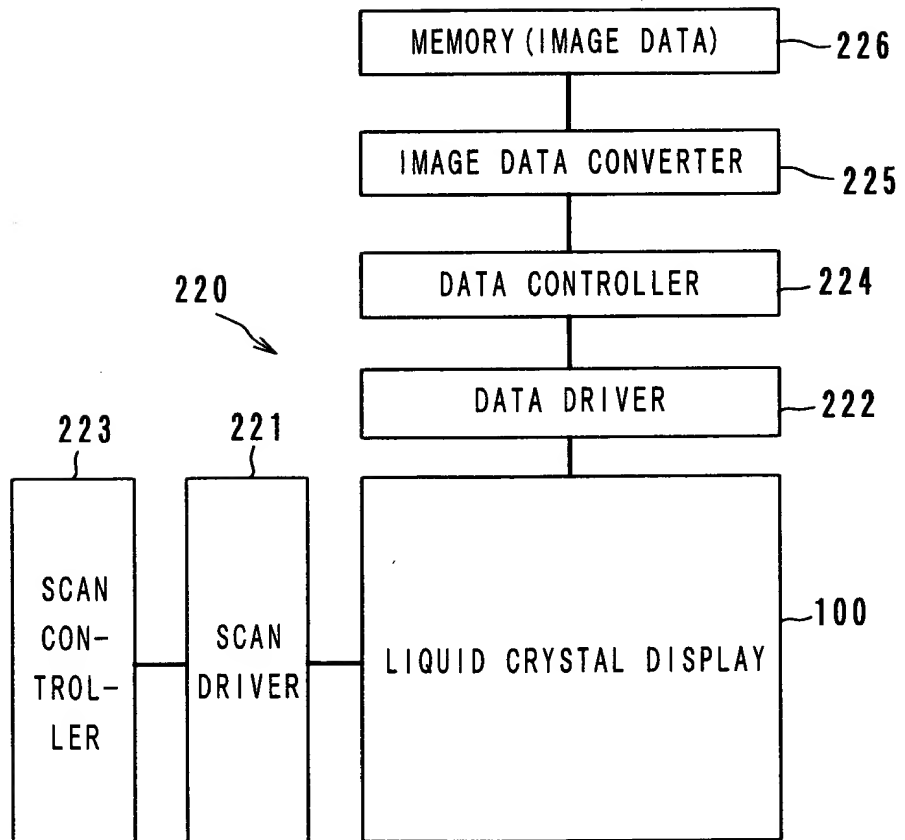 MEMORY (IMAGE DATA)
226
IMAGE DATA CONVERTER
225
DATA CONTROLLER
224
220
DATA DRIVER
222
223
221
SCAN
CON-
TROL-
LER
SCAN
DRIVER
LIQUID CRYSTAL DISPLAY
100